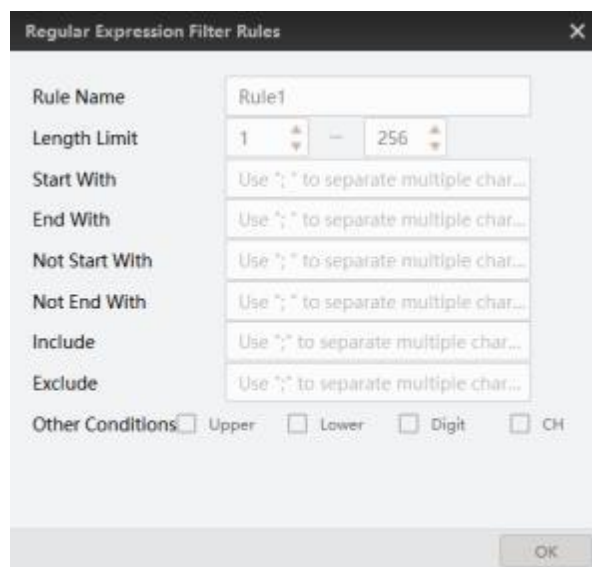 Regular Expression Filter Rules
Rule Name Rule1
Length Limit 1 — 256
Start With Use "; " to separate multiple char...
End With Use "; " to separate multiple char...
Not Start With Use "; " to separate multiple char...
Not End With Use "; " to separate multiple char...
Include Use ";" to separate multiple char...
Exclude Use ";" to separate multiple char...
Other Conditions Upper Lower Digit CH
OK